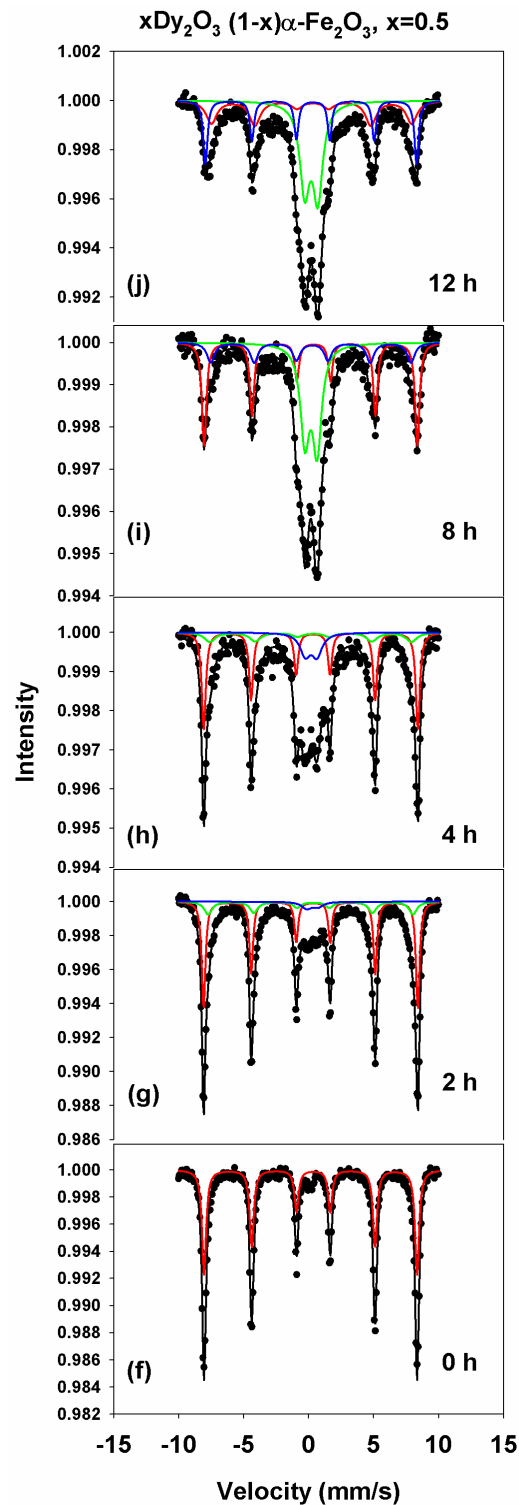 xDy₂O₃ (1-x)α-Fe₂O₃, x=0.5
1.002
1.000
0.998
0.996
0.994
0.992
(j)
12 h
1.000
0.999
0.998
0.997
0.996
0.995
0.994
(i)
8 h
1.000
0.999
0.998
0.997
0.996
0.995
0.994
(h)
4 h
Intensity
1.000
0.998
0.996
0.994
0.992
0.990
0.988
0.986
(g)
2 h
1.000
0.998
0.996
0.994
0.992
0.990
0.988
0.986
0.984
0.982
(f)
0 h
-15 -10 -5 0 5 10 15
Velocity (mm/s)